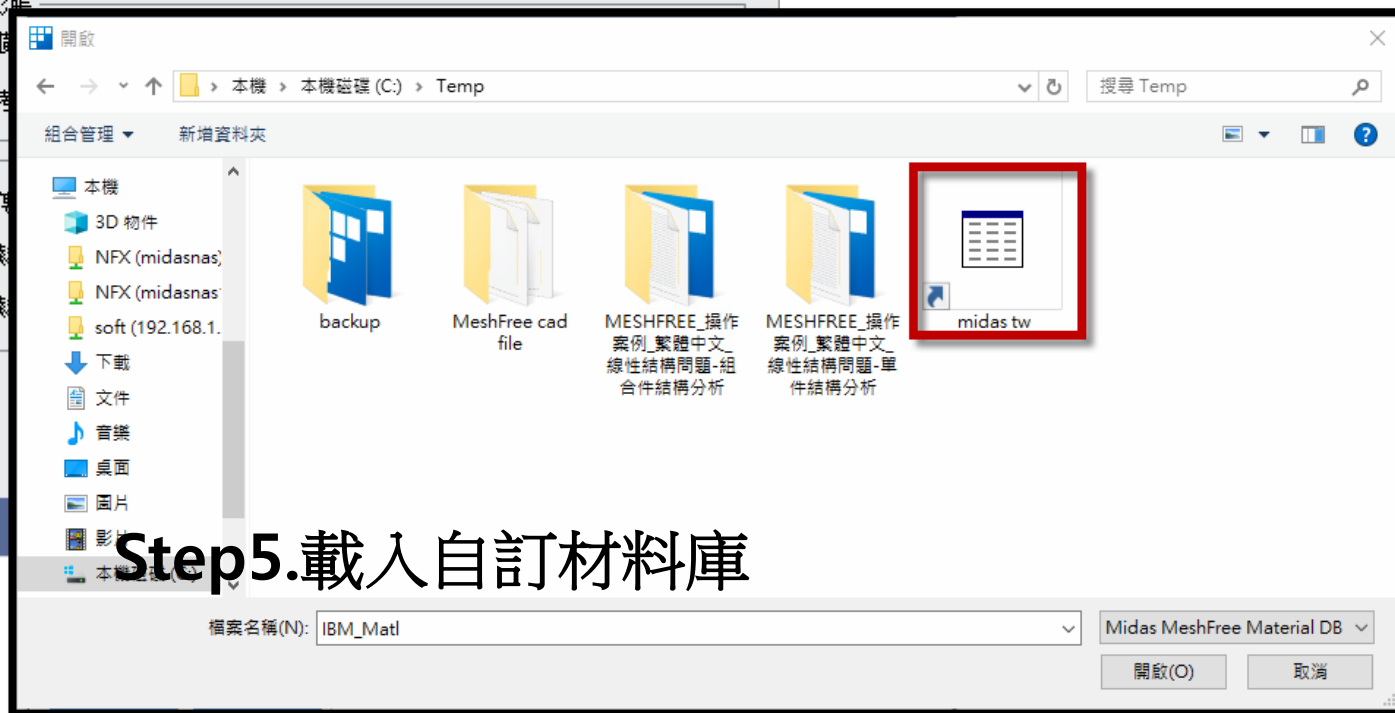 開啟
本機 › 本機磁碟 (C:) › Temp
搜尋 Temp
組合管理
新增資料夾
本機
3D 物件
NFX (midasnas)
NFX (midasnas
soft (192.168.1.
下載
文件
音樂
桌面
圖片
影片
本機磁碟 (C:)
backup
MeshFree cad
file
MESHFREE_操作
案例_繁體中文_
線性結構問題-組
合件結構分析
MESHFREE_操作
案例_繁體中文_
線性結構問題-單
件結構分析
midas tw
Step5.載入自訂材料庫
檔案名稱(N):
IBM_Matl
Midas MeshFree Material DB
開啟(O)
取消